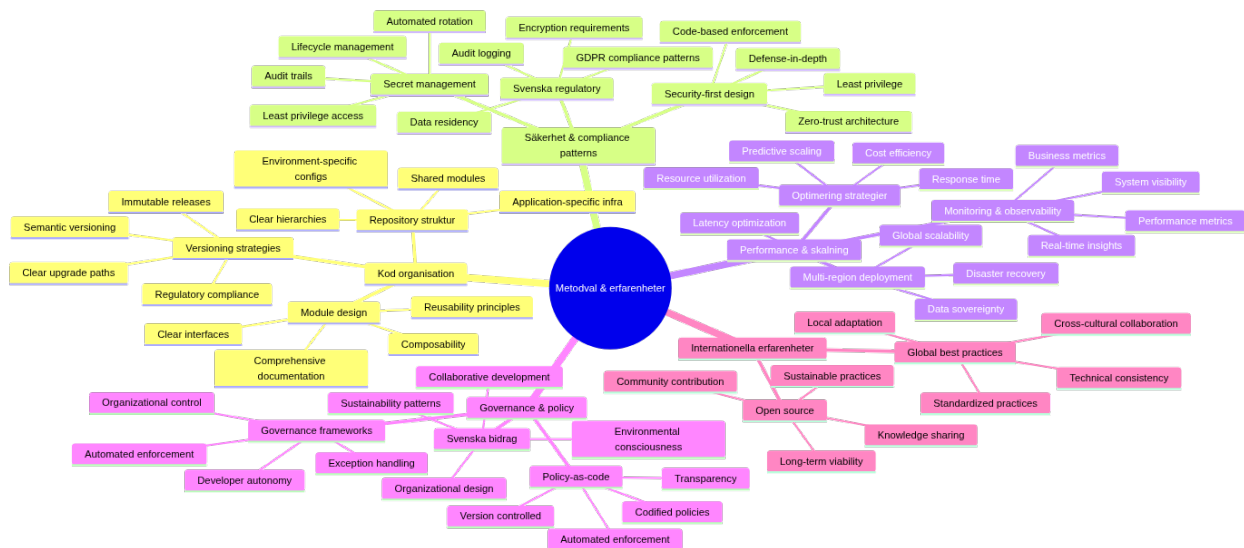 Automated rotation
Encryption requirements
Code-based enforcement
Lifecycle management
Audit logging
GDPR compliance patterns
Defense-in-depth
Audit trails
Secret management
Svenska regulatory
Security-first design
Least privilege
Least privilege access
Data residency
Zero-trust architecture
Säkerhet & compliance
patterns
Environment-specific
configs
Shared modules
Immutable releases
Clear hierarchies
Repository struktur
Application-specific infra
Semantic versioning
Versioning strategies
Clear upgrade paths
Kod organisation
Regulatory compliance
Module design
Reusability principles
Clear interfaces
Composability
Comprehensive
documentation
Metodval & erfarenheter
Predictive scaling
Cost efficiency
Business metrics
Resource utilization
Optimering strategier
Response time
System visibility
Latency optimization
Monitoring & observability
Performance metrics
Global scalability
Real-time insights
Performance & skalning
Multi-region deployment
Disaster recovery
Data sovereignty
Local adaptation
Cross-cultural collaboration
Internationella erfarenheter
Global best practices
Community contribution
Sustainable practices
Technical consistency
Open source
Standardized practices
Knowledge sharing
Long-term viability
Collaborative development
Organizational control
Sustainability patterns
Governance & policy
Governance frameworks
Svenska bidrag
Environmental
consciousness
Automated enforcement
Exception handling
Developer autonomy
Organizational design
Policy-as-code
Transparency
Version controlled
Codified policies
Automated enforcement